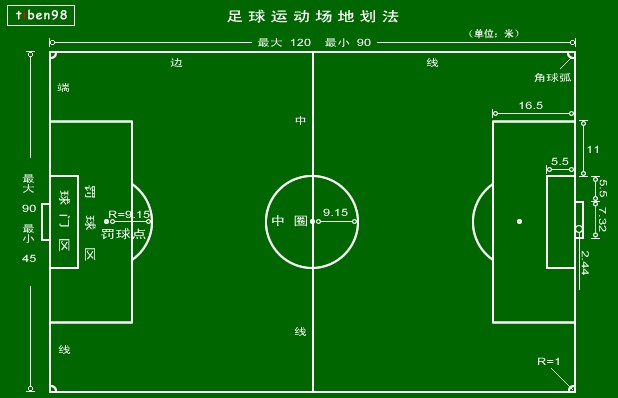 tiben98
足球运动场地划法
(单位：米)
最大 120 最小 90
边 线
角球弧
端
中
16.5
11
5.5
最大 90 最小 45
球门区
罚球区
R=9.15
罚球点
中圈
9.15
5.5
7.32
2.44
线
线
R=1